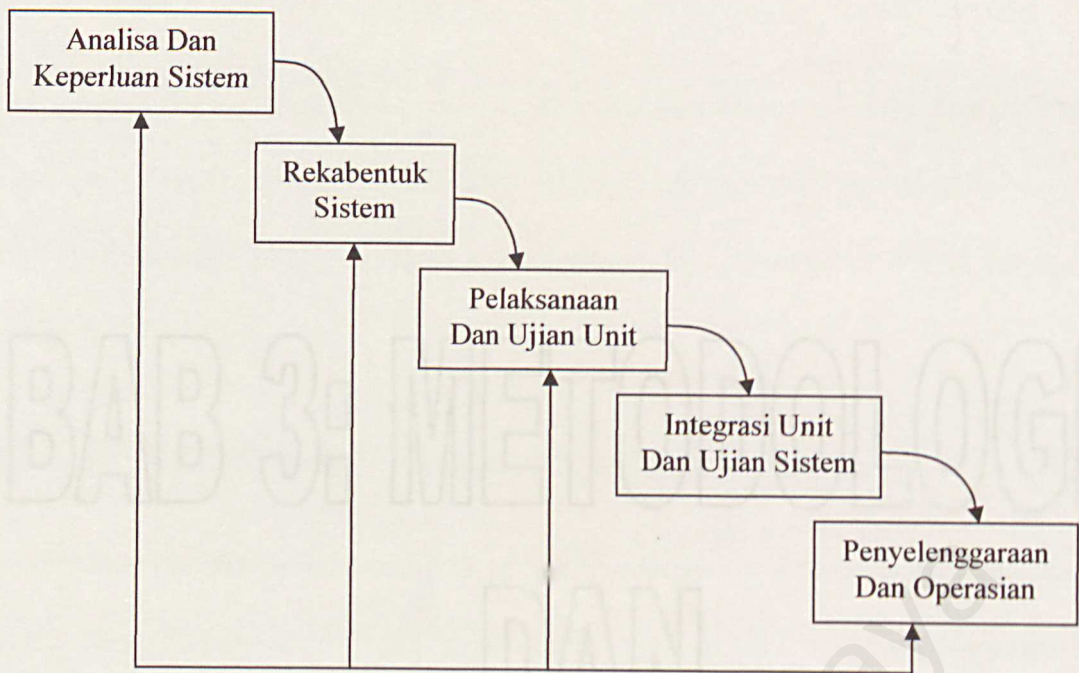 Analisa Dan
Keperluan Sistem
Rekabentuk
Sistem
Pelaksanaan
Dan Ujian Unit
Integrasi Unit
Dan Ujian Sistem
Penyelenggaraan
Dan Operasian
BAB 3: METODOLOGI
DAN